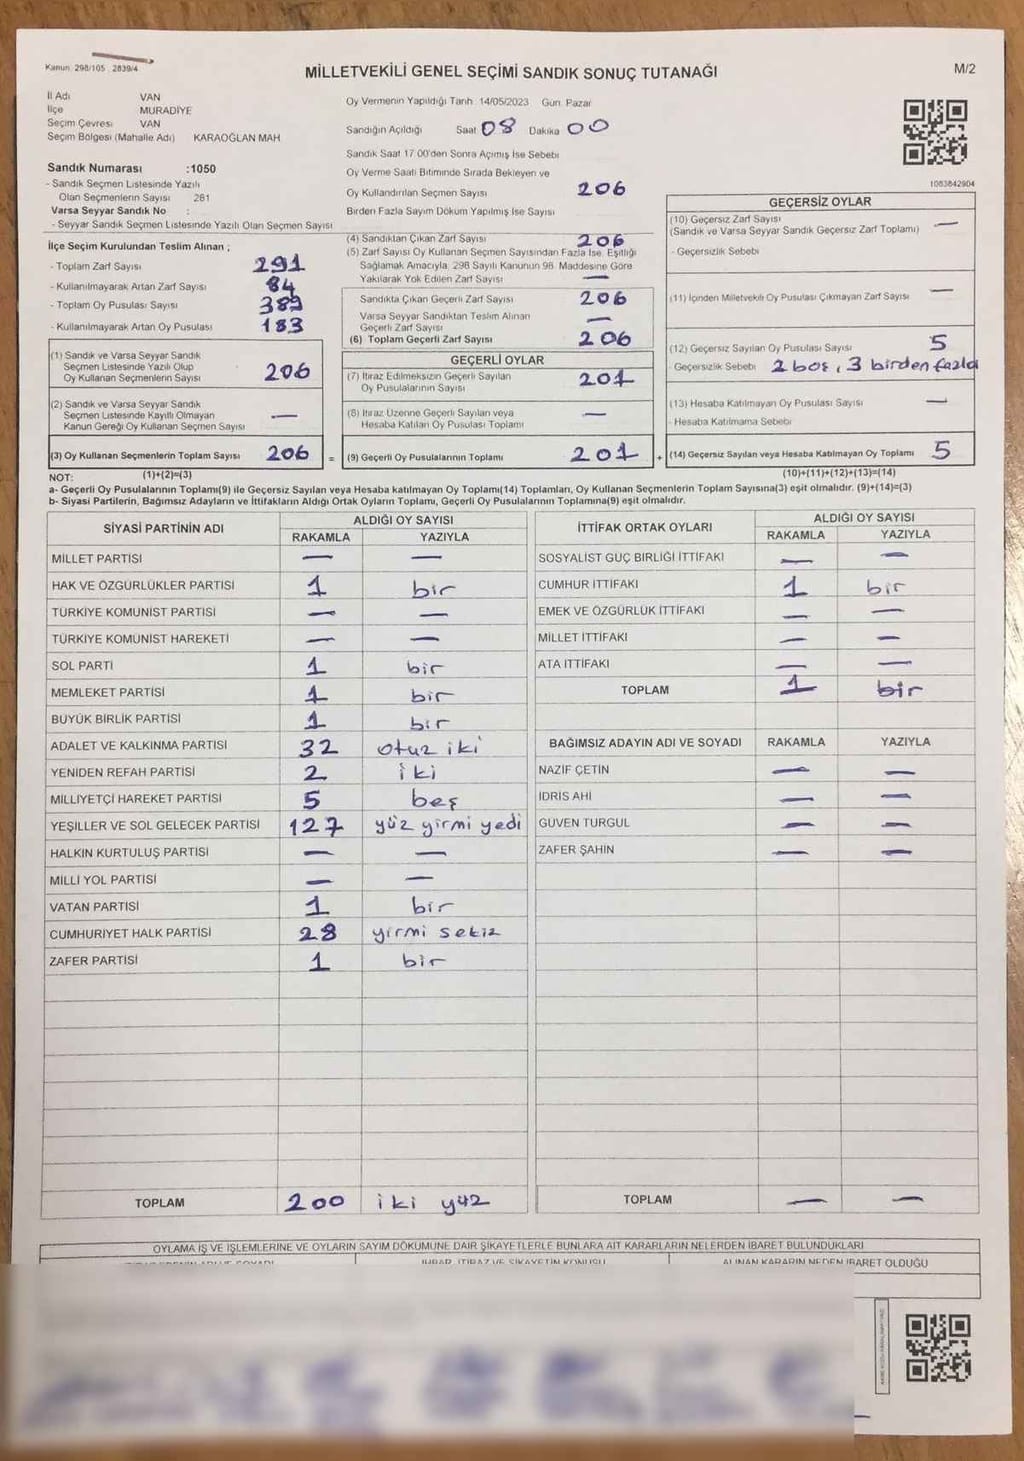 Kanun: 298/105 2839/4
MİLLETVEKİLİ GENEL SEÇİMİ SANDIK SONUÇ TUTANAĞI
M/2
İl Adı VAN
İlçe MURADİYE
Seçim Çevresi VAN
Seçim Bölgesi (Mahalle Adı) KARAOĞLAN MAH
Sandık Numarası :1050
- Sandık Seçmen Listesinde Yazılı
Olan Seçmenlerin Sayısı 261
Varsa Seyyar Sandık No :
- Seyyar Sandık Seçmen Listesinde Yazılı Olan Seçmen Sayısı
İlçe Seçim Kurulundan Teslim Alınan ;
- Toplam Zarf Sayısı 291
- Kullanılmayarak Artan Zarf Sayısı 84
- Toplam Oy Pusulası Sayısı 389
- Kullanılmayarak Artan Oy Pusulası 183
Oy Vermenin Yapıldığı Tarih 14/05/2023 Gün Pazar
Sandığın Açıldığı Saat 08 Dakika 00
Sandık Saat 17 00'den Sonra Açılmış İse Sebebi
Oy Verme Saati Bitiminde Sırada Bekleyen ve
Oy Kullandırılan Seçmen Sayısı 206
Birden Fazla Sayım Döküm Yapılmış İse Sayısı
(4) Sandıktan Çıkan Zarf Sayısı 206
(5) Zarf Sayısı Oy Kullanan Seçmen Sayısından Fazla İse, Eşitliği
Sağlamak Amacıyla, 298 Sayılı Kanunun 98. Maddesine Göre
Yakılarak Yok Edilen Zarf Sayısı —
Sandıkta Çıkan Geçerli Zarf Sayısı 206
Varsa Seyyar Sandıktan Teslim Alınan
Geçerli Zarf Sayısı —
(6) Toplam Geçerli Zarf Sayısı 206
1083842904
GEÇERSİZ OYLAR
(10) Geçersiz Zarf Sayısı —
(Sandık ve Varsa Seyyar Sandık Geçersiz Zarf Toplamı)
- Geçersizlik Sebebi
(11) İçinden Milletvekili Oy Pusulası Çıkmayan Zarf Sayısı —
(12) Geçersiz Sayılan Oy Pusulası Sayısı 5
Geçersizlik Sebebi 2 boş, 3 birden fazla
(13) Hesaba Katılmayan Oy Pusulası Sayısı —
- Hesaba Katılmama Sebebi
(1) Sandık ve Varsa Seyyar Sandık
Seçmen Listesinde Yazılı Olup
Oy Kullanan Seçmenlerin Sayısı 206
(2) Sandık ve Varsa Seyyar Sandık
Seçmen Listesinde Kayıtlı Olmayan
Kanun Gereği Oy Kullanan Seçmen Sayısı —
GEÇERLİ OYLAR
(7) İtiraz Edilmeksizin Geçerli Sayılan
Oy Pusulalarının Sayısı 201
(8) İtiraz Üzerine Geçerli Sayılan veya
Hesaba Katılan Oy Pusulası Toplamı —
(3) Oy Kullanan Seçmenlerin Toplam Sayısı 206 = (9) Geçerli Oy Pusulalarının Toplamı 201 + (14) Geçersiz Sayılan veya Hesaba Katılmayan Oy Toplamı 5
NOT: (1)+(2)=(3) (10)+(11)+(12)+(13)=(14)
a- Geçerli Oy Pusulalarının Toplamı(9) ile Geçersiz Sayılan veya Hesaba katılmayan Oy Toplamı(14) Toplamları, Oy Kullanan Seçmenlerin Toplam Sayısına(3) eşit olmalıdır. (9)+(14)=(3)
b- Siyasi Partilerin, Bağımsız Adayların ve İttifakların Aldığı Ortak Oyların Toplamı, Geçerli Oy Pusulalarının Toplamına(9) eşit olmalıdır.
SİYASİ PARTİNİN ADI ALDIĞI OY SAYISI
RAKAMLA YAZIYLA
MİLLET PARTİSİ — —
HAK VE ÖZGÜRLÜKLER PARTİSİ 1 bir
TÜRKİYE KOMÜNİST PARTİSİ — —
TÜRKİYE KOMÜNİST HAREKETİ — —
SOL PARTİ 1 bir
MEMLEKET PARTİSİ 1 bir
BÜYÜK BİRLİK PARTİSİ 1 bir
ADALET VE KALKINMA PARTİSİ 32 otuz iki
YENİDEN REFAH PARTİSİ 2 iki
MİLLİYETÇİ HAREKET PARTİSİ 5 beş
YEŞİLLER VE SOL GELECEK PARTİSİ 127 yüz yirmi yedi
HALKIN KURTULUŞ PARTİSİ — —
MİLLİ YOL PARTİSİ — —
VATAN PARTİSİ 1 bir
CUMHURİYET HALK PARTİSİ 28 yirmi sekiz
ZAFER PARTİSİ 1 bir
TOPLAM 200 iki yüz
İTTİFAK ORTAK OYLARI ALDIĞI OY SAYISI
RAKAMLA YAZIYLA
SOSYALİST GÜÇ BİRLİĞİ İTTİFAKI — —
CUMHUR İTTİFAKI 1 bir
EMEK VE ÖZGÜRLÜK İTTİFAKI — —
MİLLET İTTİFAKI — —
ATA İTTİFAKI — —
TOPLAM 1 bir
BAĞIMSIZ ADAYIN ADI VE SOYADI RAKAMLA YAZIYLA
NAZİF ÇETİN — —
İDRİS AHİ — —
GÜVEN TURGUL — —
ZAFER ŞAHİN — —
TOPLAM — —
OYLAMA İŞ VE İŞLEMLERİNE VE OYLARIN SAYIM DÖKÜMÜNE DAİR ŞİKAYETLERLE BUNLARA AİT KARARLARIN NELERDEN İBARET BULUNDUKLARI
İHBAR, İTİRAZ VE ŞİKAYETİN KONUSU ALINAN KARARIN NEDEN İBARET OLDUĞU